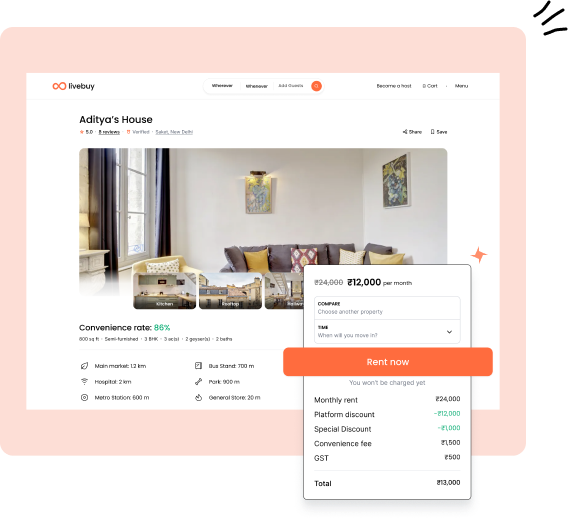 livebuy
Wherever Whenever Add Guests
Become a host Cart Menu
Aditya's House
5.0 · 8 reviews · Verified · Saket, New Delhi
Share Save
Kitchen Rooftop
₹24,000 ₹12,000 per month
COMPARE
Choose another property
TIME
When will you move in?
Rent now
You won't be charged yet
Monthly rent ₹24,000
Platform discount -₹12,000
Special Discount -₹1,000
Convenience fee ₹1,500
GST ₹500
Total ₹13,000
Convenience rate: 86%
800 sq ft · Semi-furnished · 3 BHK · 3 ac(s) · 2 geyser(s) · 2 baths
Main market: 1.2 km Bus Stand: 700 m
Hospital: 2 km Park: 900 m
Metro Station: 600 m General Store: 20 m